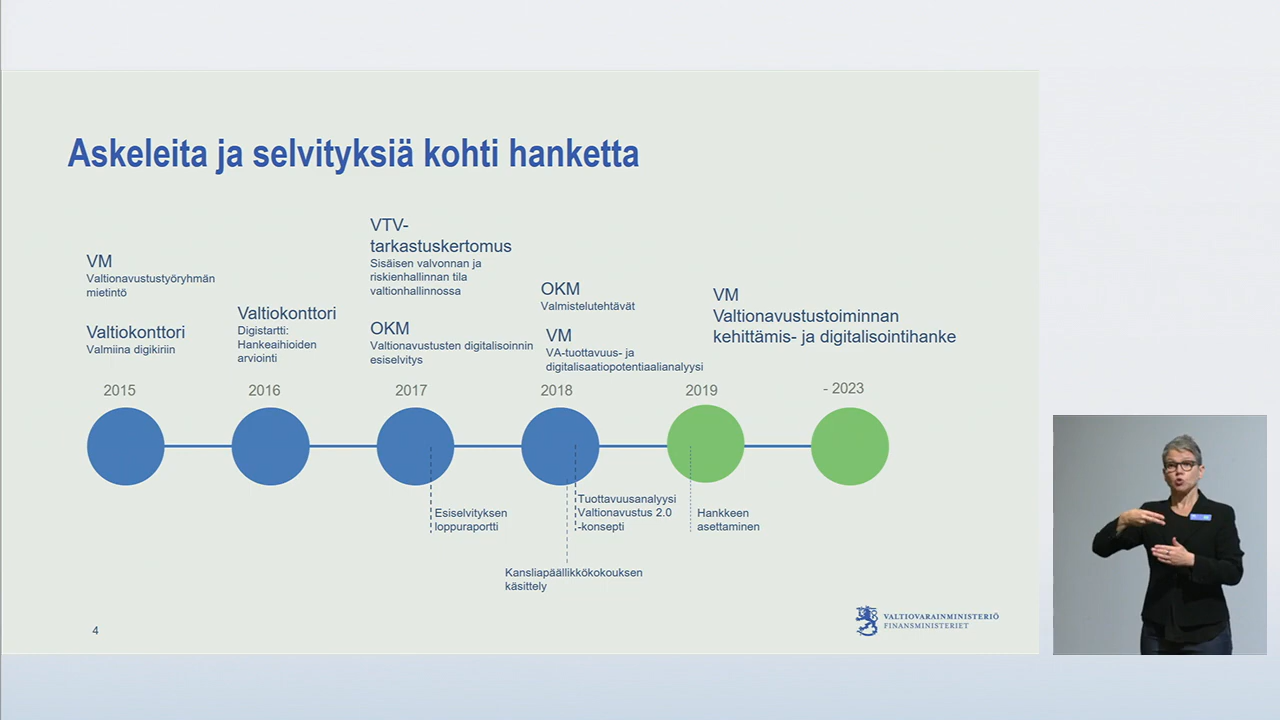 Askeleita ja selvityksiä kohti hanketta
VM
Valtionavustustyöryhmän
mietintö
Valtiokonttori
Valmiina digikiriin
Valtiokonttori
Digistartti:
Hankeaihioiden
arviointi
VTV-
tarkastuskertomus
Sisäisen valvonnan ja
riskienhallinnan tila
valtionhallinnossa
OKM
Valtionavustusten digitalisoinnin
esiselvitys
OKM
Valmistelutehtävät
VM
VA-tuottavuus- ja
digitalisaatiopotentiaalianalyysi
VM
Valtionavustustoiminnan
kehittämis- ja digitalisointihanke
2015
2016
2017
2018
2019
- 2023
Esiselvityksen
loppuraportti
Tuottavuusanalyysi
Valtionavustus 2.0
-konsepti
Hankkeen
asettaminen
Kansliapäällikkökokouksen
käsittely
4
VALTIOVARAINMINISTERIÖ
FINANSMINISTERIET